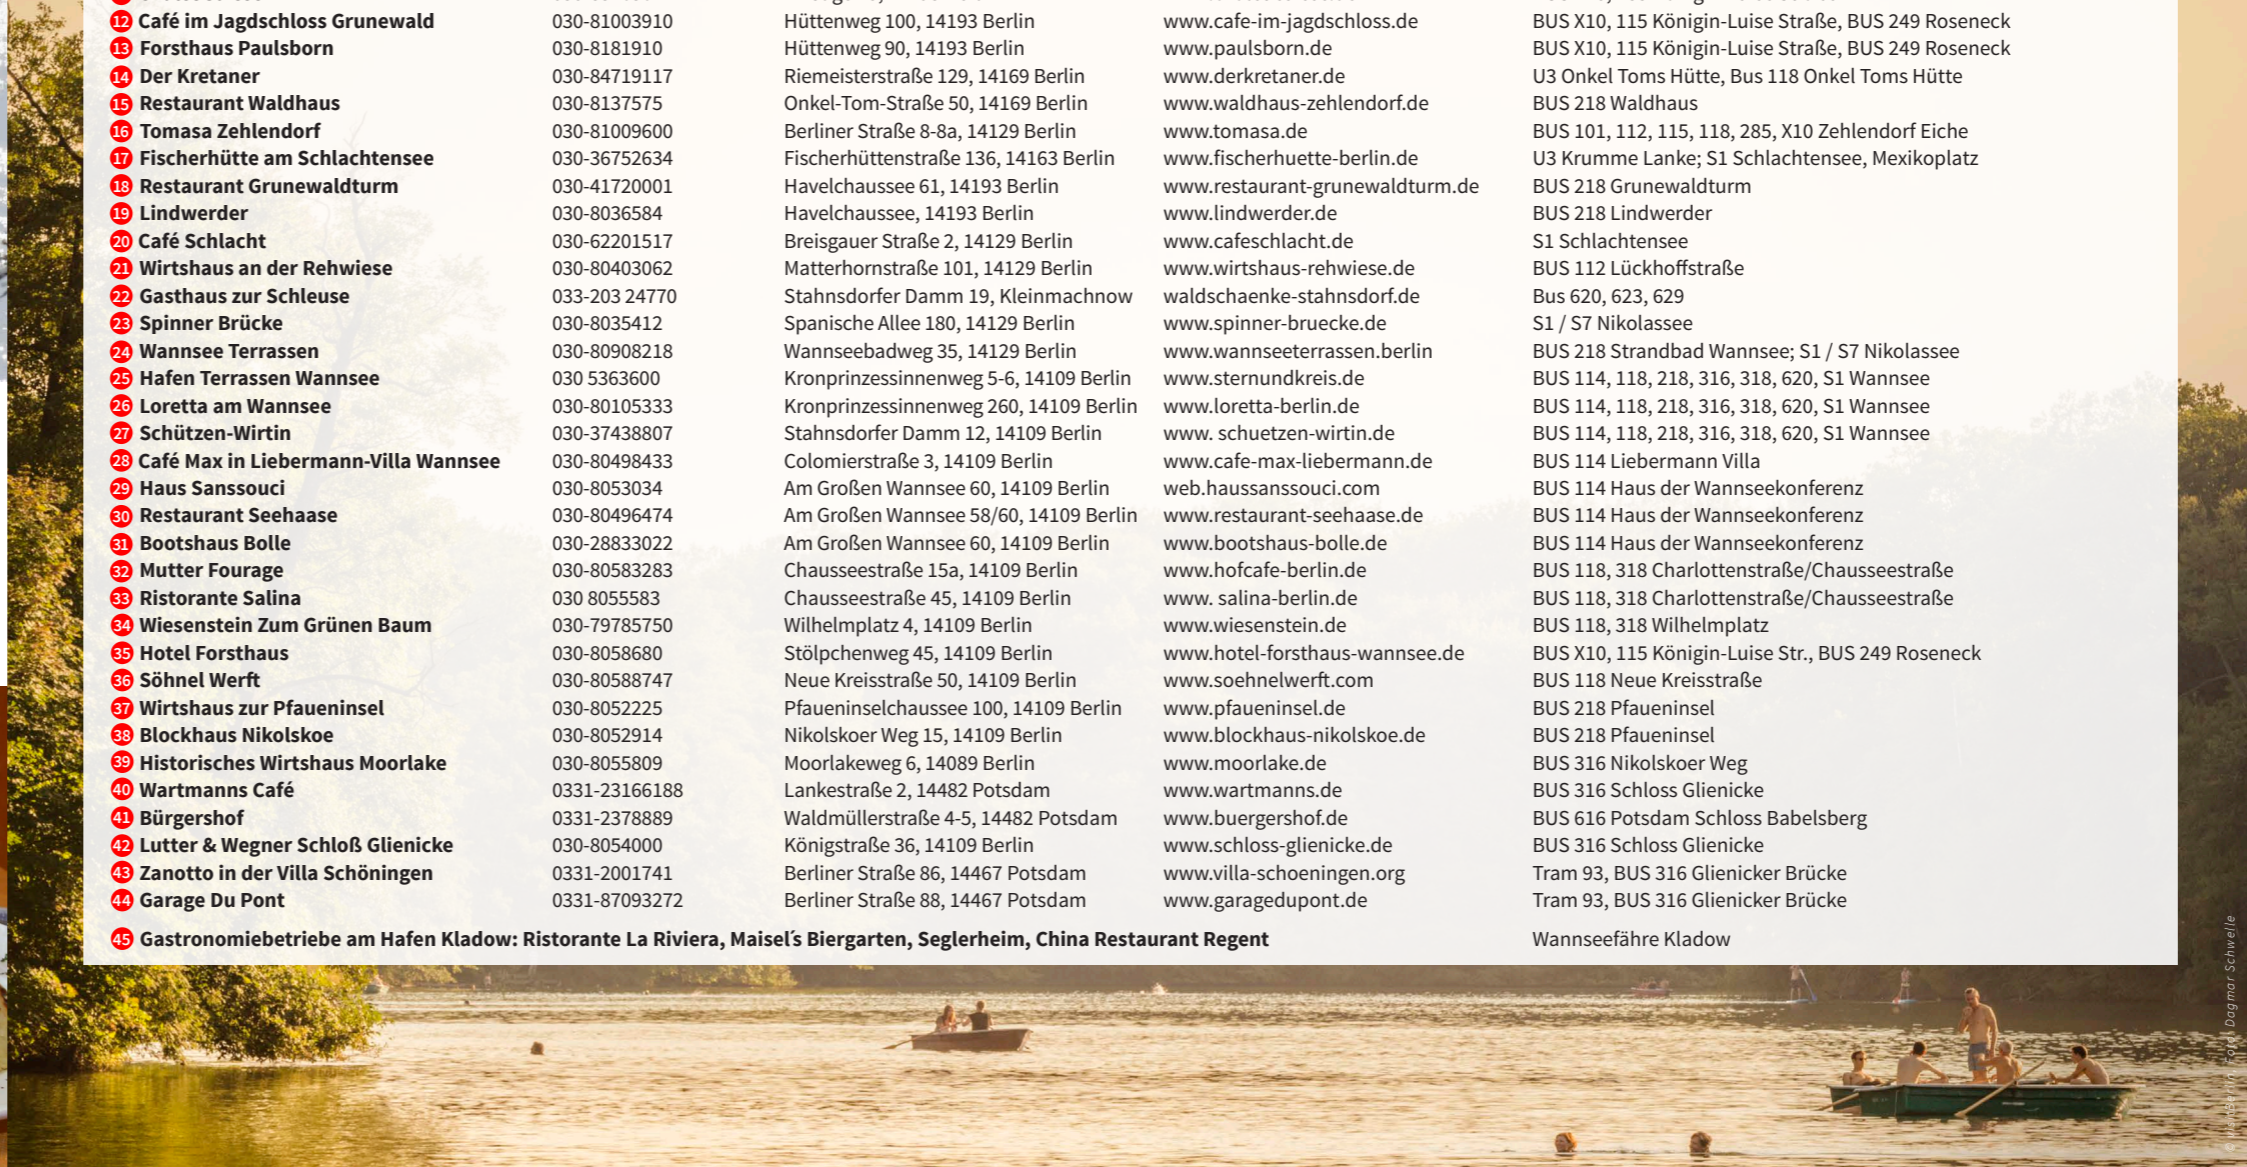 12 Café im Jagdschloss Grunewald 030-81003910 Hüttenweg 100, 14193 Berlin www.cafe-im-jagdschloss.de BUS X10, 115 Königin-Luise Straße, BUS 249 Roseneck
13 Forsthaus Paulsborn 030-8181910 Hüttenweg 90, 14193 Berlin www.paulsborn.de BUS X10, 115 Königin-Luise Straße, BUS 249 Roseneck
14 Der Kretaner 030-84719117 Riemeisterstraße 129, 14169 Berlin www.derkretaner.de U3 Onkel Toms Hütte, Bus 118 Onkel Toms Hütte
15 Restaurant Waldhaus 030-8137575 Onkel-Tom-Straße 50, 14169 Berlin www.waldhaus-zehlendorf.de BUS 218 Waldhaus
16 Tomasa Zehlendorf 030-81009600 Berliner Straße 8-8a, 14129 Berlin www.tomasa.de BUS 101, 112, 115, 118, 285, X10 Zehlendorf Eiche
17 Fischerhütte am Schlachtensee 030-36752634 Fischerhüttenstraße 136, 14163 Berlin www.fischerhuette-berlin.de U3 Krumme Lanke; S1 Schlachtensee, Mexikoplatz
18 Restaurant Grunewaldturm 030-41720001 Havelchaussee 61, 14193 Berlin www.restaurant-grunewaldturm.de BUS 218 Grunewaldturm
19 Lindwerder 030-8036584 Havelchaussee, 14193 Berlin www.lindwerder.de BUS 218 Lindwerder
20 Café Schlacht 030-62201517 Breisgauer Straße 2, 14129 Berlin www.cafeschlacht.de S1 Schlachtensee
21 Wirtshaus an der Rehwiese 030-80403062 Matterhornstraße 101, 14129 Berlin www.wirtshaus-rehwiese.de BUS 112 Lückhoffstraße
22 Gasthaus zur Schleuse 033-203 24770 Stahnsdorfer Damm 19, Kleinmachnow waldschaenke-stahnsdorf.de Bus 620, 623, 629
23 Spinner Brücke 030-8035412 Spanische Allee 180, 14129 Berlin www.spinner-bruecke.de S1 / S7 Nikolassee
24 Wannsee Terrassen 030-80908218 Wannseebadweg 35, 14129 Berlin www.wannseeterrassen.berlin BUS 218 Strandbad Wannsee; S1 / S7 Nikolassee
25 Hafen Terrassen Wannsee 030 5363600 Kronprinzessinnenweg 5-6, 14109 Berlin www.sternundkreis.de BUS 114, 118, 218, 316, 318, 620, S1 Wannsee
26 Loretta am Wannsee 030-80105333 Kronprinzessinnenweg 260, 14109 Berlin www.loretta-berlin.de BUS 114, 118, 218, 316, 318, 620, S1 Wannsee
27 Schützen-Wirtin 030-37438807 Stahnsdorfer Damm 12, 14109 Berlin www. schuetzen-wirtin.de BUS 114, 118, 218, 316, 318, 620, S1 Wannsee
28 Café Max in Liebermann-Villa Wannsee 030-80498433 Colomierstraße 3, 14109 Berlin www.cafe-max-liebermann.de BUS 114 Liebermann Villa
29 Haus Sanssouci 030-8053034 Am Großen Wannsee 60, 14109 Berlin web.haussanssouci.com BUS 114 Haus der Wannseekonferenz
30 Restaurant Seehaase 030-80496474 Am Großen Wannsee 58/60, 14109 Berlin www.restaurant-seehaase.de BUS 114 Haus der Wannseekonferenz
31 Bootshaus Bolle 030-28833022 Am Großen Wannsee 60, 14109 Berlin www.bootshaus-bolle.de BUS 114 Haus der Wannseekonferenz
32 Mutter Fourage 030-80583283 Chausseestraße 15a, 14109 Berlin www.hofcafe-berlin.de BUS 118, 318 Charlottenstraße/Chausseestraße
33 Ristorante Salina 030 8055583 Chausseestraße 45, 14109 Berlin www. salina-berlin.de BUS 118, 318 Charlottenstraße/Chausseestraße
34 Wiesenstein Zum Grünen Baum 030-79785750 Wilhelmplatz 4, 14109 Berlin www.wiesenstein.de BUS 118, 318 Wilhelmplatz
35 Hotel Forsthaus 030-8058680 Stölpchenweg 45, 14109 Berlin www.hotel-forsthaus-wannsee.de BUS X10, 115 Königin-Luise Str., BUS 249 Roseneck
36 Söhnel Werft 030-80588747 Neue Kreisstraße 50, 14109 Berlin www.soehnelwerft.com BUS 118 Neue Kreisstraße
37 Wirtshaus zur Pfaueninsel 030-8052225 Pfaueninselchaussee 100, 14109 Berlin www.pfaueninsel.de BUS 218 Pfaueninsel
38 Blockhaus Nikolskoe 030-8052914 Nikolskoer Weg 15, 14109 Berlin www.blockhaus-nikolskoe.de BUS 218 Pfaueninsel
39 Historisches Wirtshaus Moorlake 030-8055809 Moorlakeweg 6, 14089 Berlin www.moorlake.de BUS 316 Nikolskoer Weg
40 Wartmanns Café 0331-23166188 Lankestraße 2, 14482 Potsdam www.wartmanns.de BUS 316 Schloss Glienicke
41 Bürgershof 0331-2378889 Waldmüllerstraße 4-5, 14482 Potsdam www.buergershof.de BUS 616 Potsdam Schloss Babelsberg
42 Lutter & Wegner Schloß Glienicke 030-8054000 Königstraße 36, 14109 Berlin www.schloss-glienicke.de BUS 316 Schloss Glienicke
43 Zanotto in der Villa Schöningen 0331-2001741 Berliner Straße 86, 14467 Potsdam www.villa-schoeningen.org Tram 93, BUS 316 Glienicker Brücke
44 Garage Du Pont 0331-87093272 Berliner Straße 88, 14467 Potsdam www.garagedupont.de Tram 93, BUS 316 Glienicker Brücke
45 Gastronomiebetriebe am Hafen Kladow: Ristorante La Riviera, Maisel´s Biergarten, Seglerheim, China Restaurant Regent Wannseefähre Kladow
Dagmar Schwelle